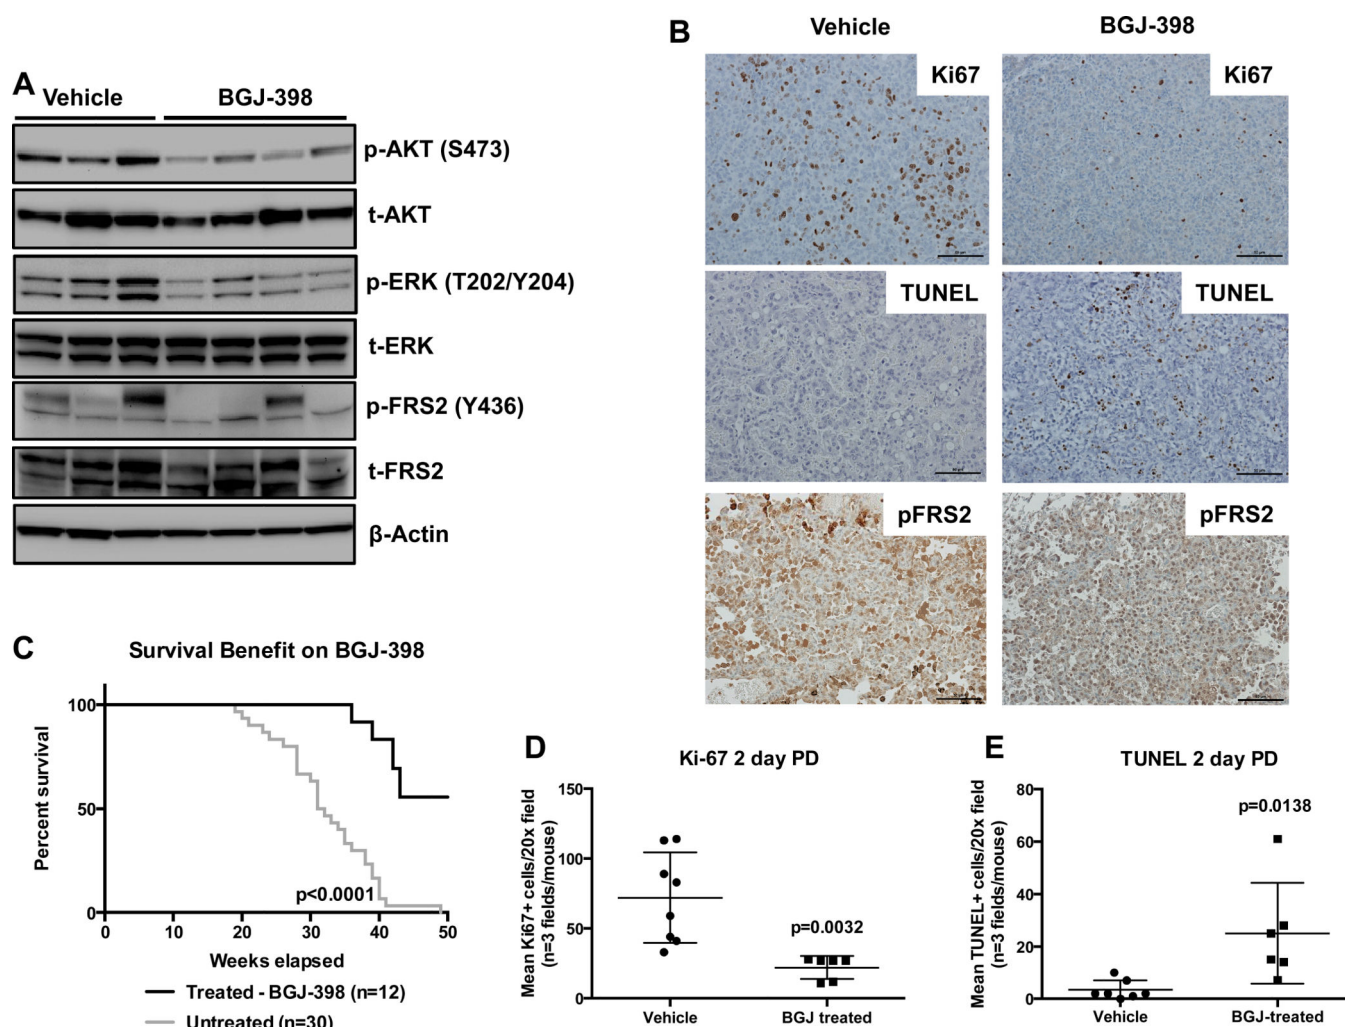 A
Vehicle BGJ-398
p-AKT (S473)
t-AKT
p-ERK (T202/Y204)
t-ERK
p-FRS2 (Y436)
t-FRS2
β-Actin
B
Vehicle BGJ-398
Ki67 Ki67
TUNEL TUNEL
pFRS2 pFRS2
C
Survival Benefit on BGJ-398
Percent survival
100
50
0
0 10 20 30 40 50
p<0.0001
Weeks elapsed
Treated - BGJ-398 (n=12)
Untreated (n=30)
D
Ki-67 2 day PD
Mean Ki67+ cells/20x field
(n=3 fields/mouse)
150
100
50
0
p=0.0032
Vehicle BGJ treated
E
TUNEL 2 day PD
Mean TUNEL+ cells/20x field
(n=3 fields/mouse)
80
60
40
20
0
p=0.0138
Vehicle BGJ-treated